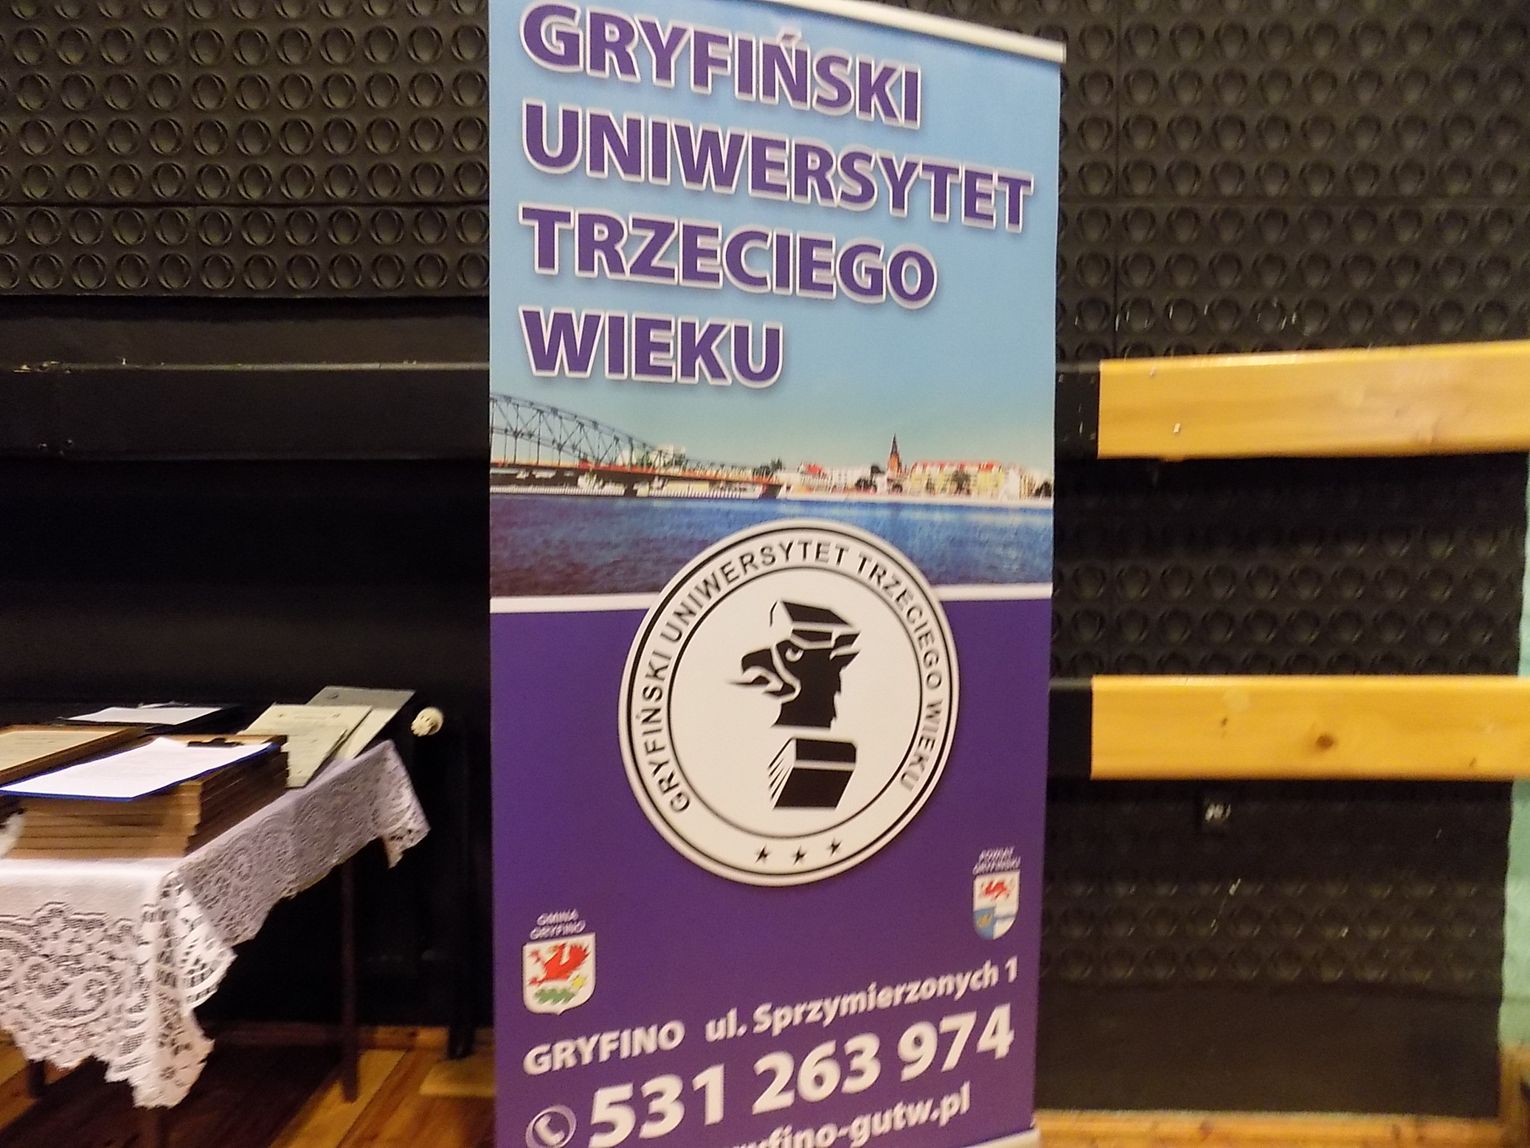 GRYFIŃSKI
UNIWERSYTET
TRZECIEGO
WIEKU
GRYFIŃSKI UNIWERSYTET TRZECIEGO WIEKU
POWIAT
GRYFIŃSKI
GMINA
GRYFINO
GRYFINO ul. Sprzymierzonych 1
531 263 974